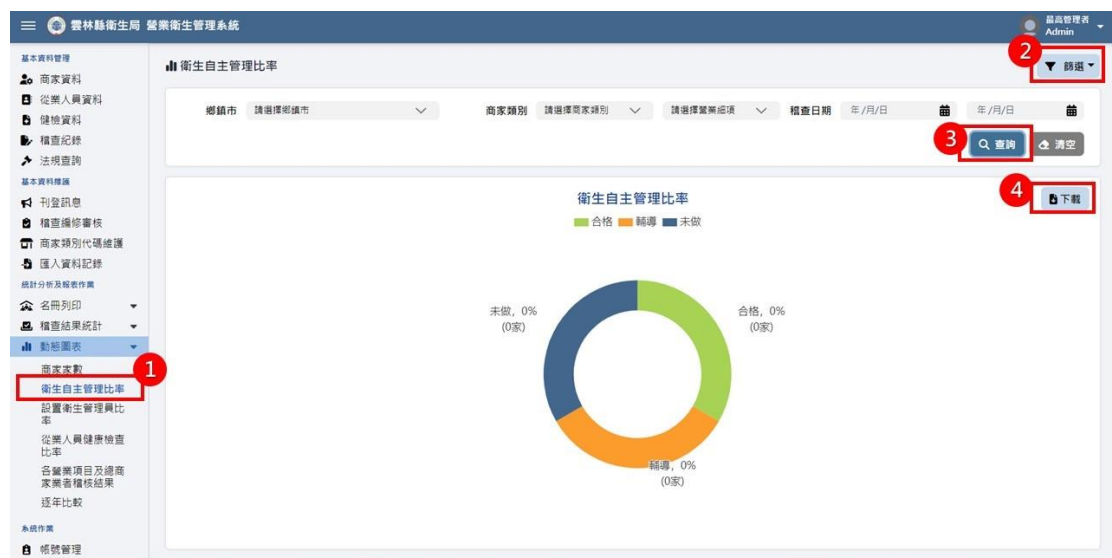 雲林縣衛生局 營業衛生管理系統
最高管理者
Admin
基本資料管理
商家資料
從業人員資料
健檢資料
稽查紀錄
法規查詢
基本資料維護
刊登訊息
稽查編修審核
商家類別代碼維護
匯入資料記錄
統計分析及報表作業
名冊列印
稽查結果統計
動態圖表
商家家數
1
衛生自主管理比率
設置衛生管理員比
率
從業人員健康檢查
比率
各營業項目及總商
家業者稽核結果
逐年比較
系統作業
帳號管理
衛生自主管理比率
2
篩選
鄉鎮市 請選擇鄉鎮市 商家類別 請選擇商家類別 請選擇營業細項 稽查日期 年/月/日 年/月/日
3
查詢 清空
衛生自主管理比率
4
下載
合格 輔導 未做
未做, 0%
(0家)
合格, 0%
(0家)
輔導, 0%
(0家)